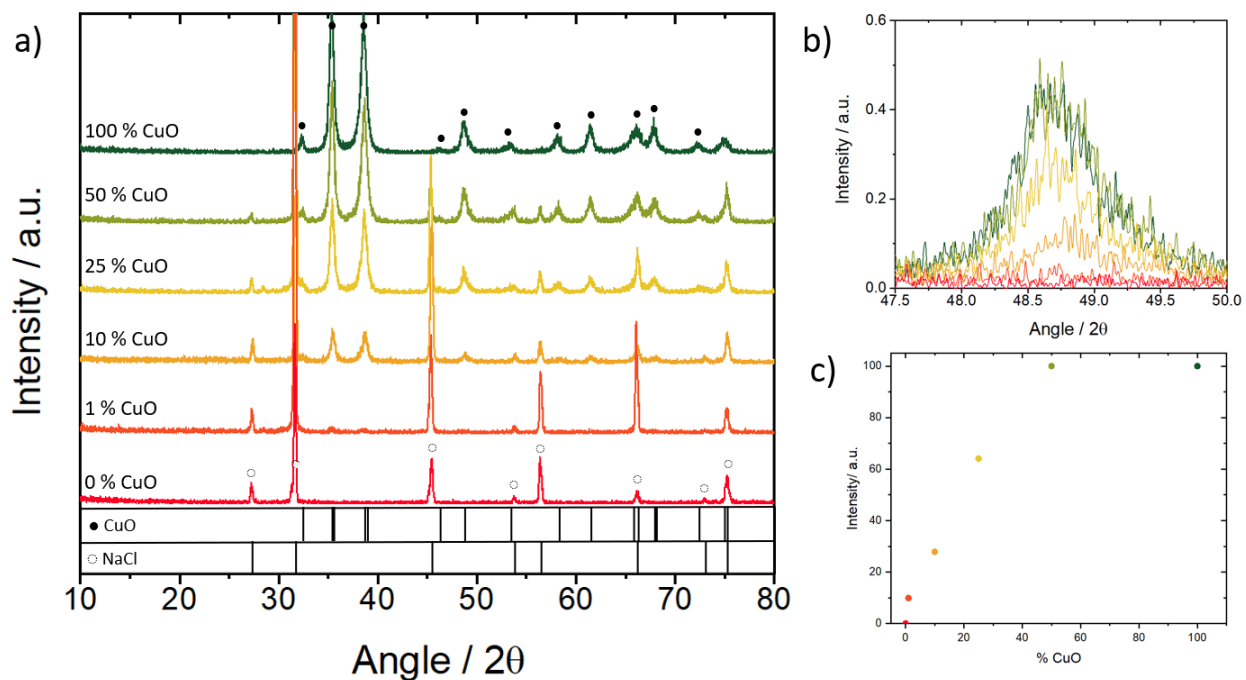 a)
Intensity / a.u.
100 % CuO
50 % CuO
25 % CuO
10 % CuO
1 % CuO
0 % CuO
CuO
NaCl
10 20 30 40 50 60 70 80
Angle / 2θ
b)
Intensity / a.u.
0.6
0.4
0.2
0.0
47.5 48.0 48.5 49.0 49.5 50.0
Angle / 2θ
c)
Intensity/ a.u.
100
80
60
40
20
0
0 20 40 60 80 100
% CuO